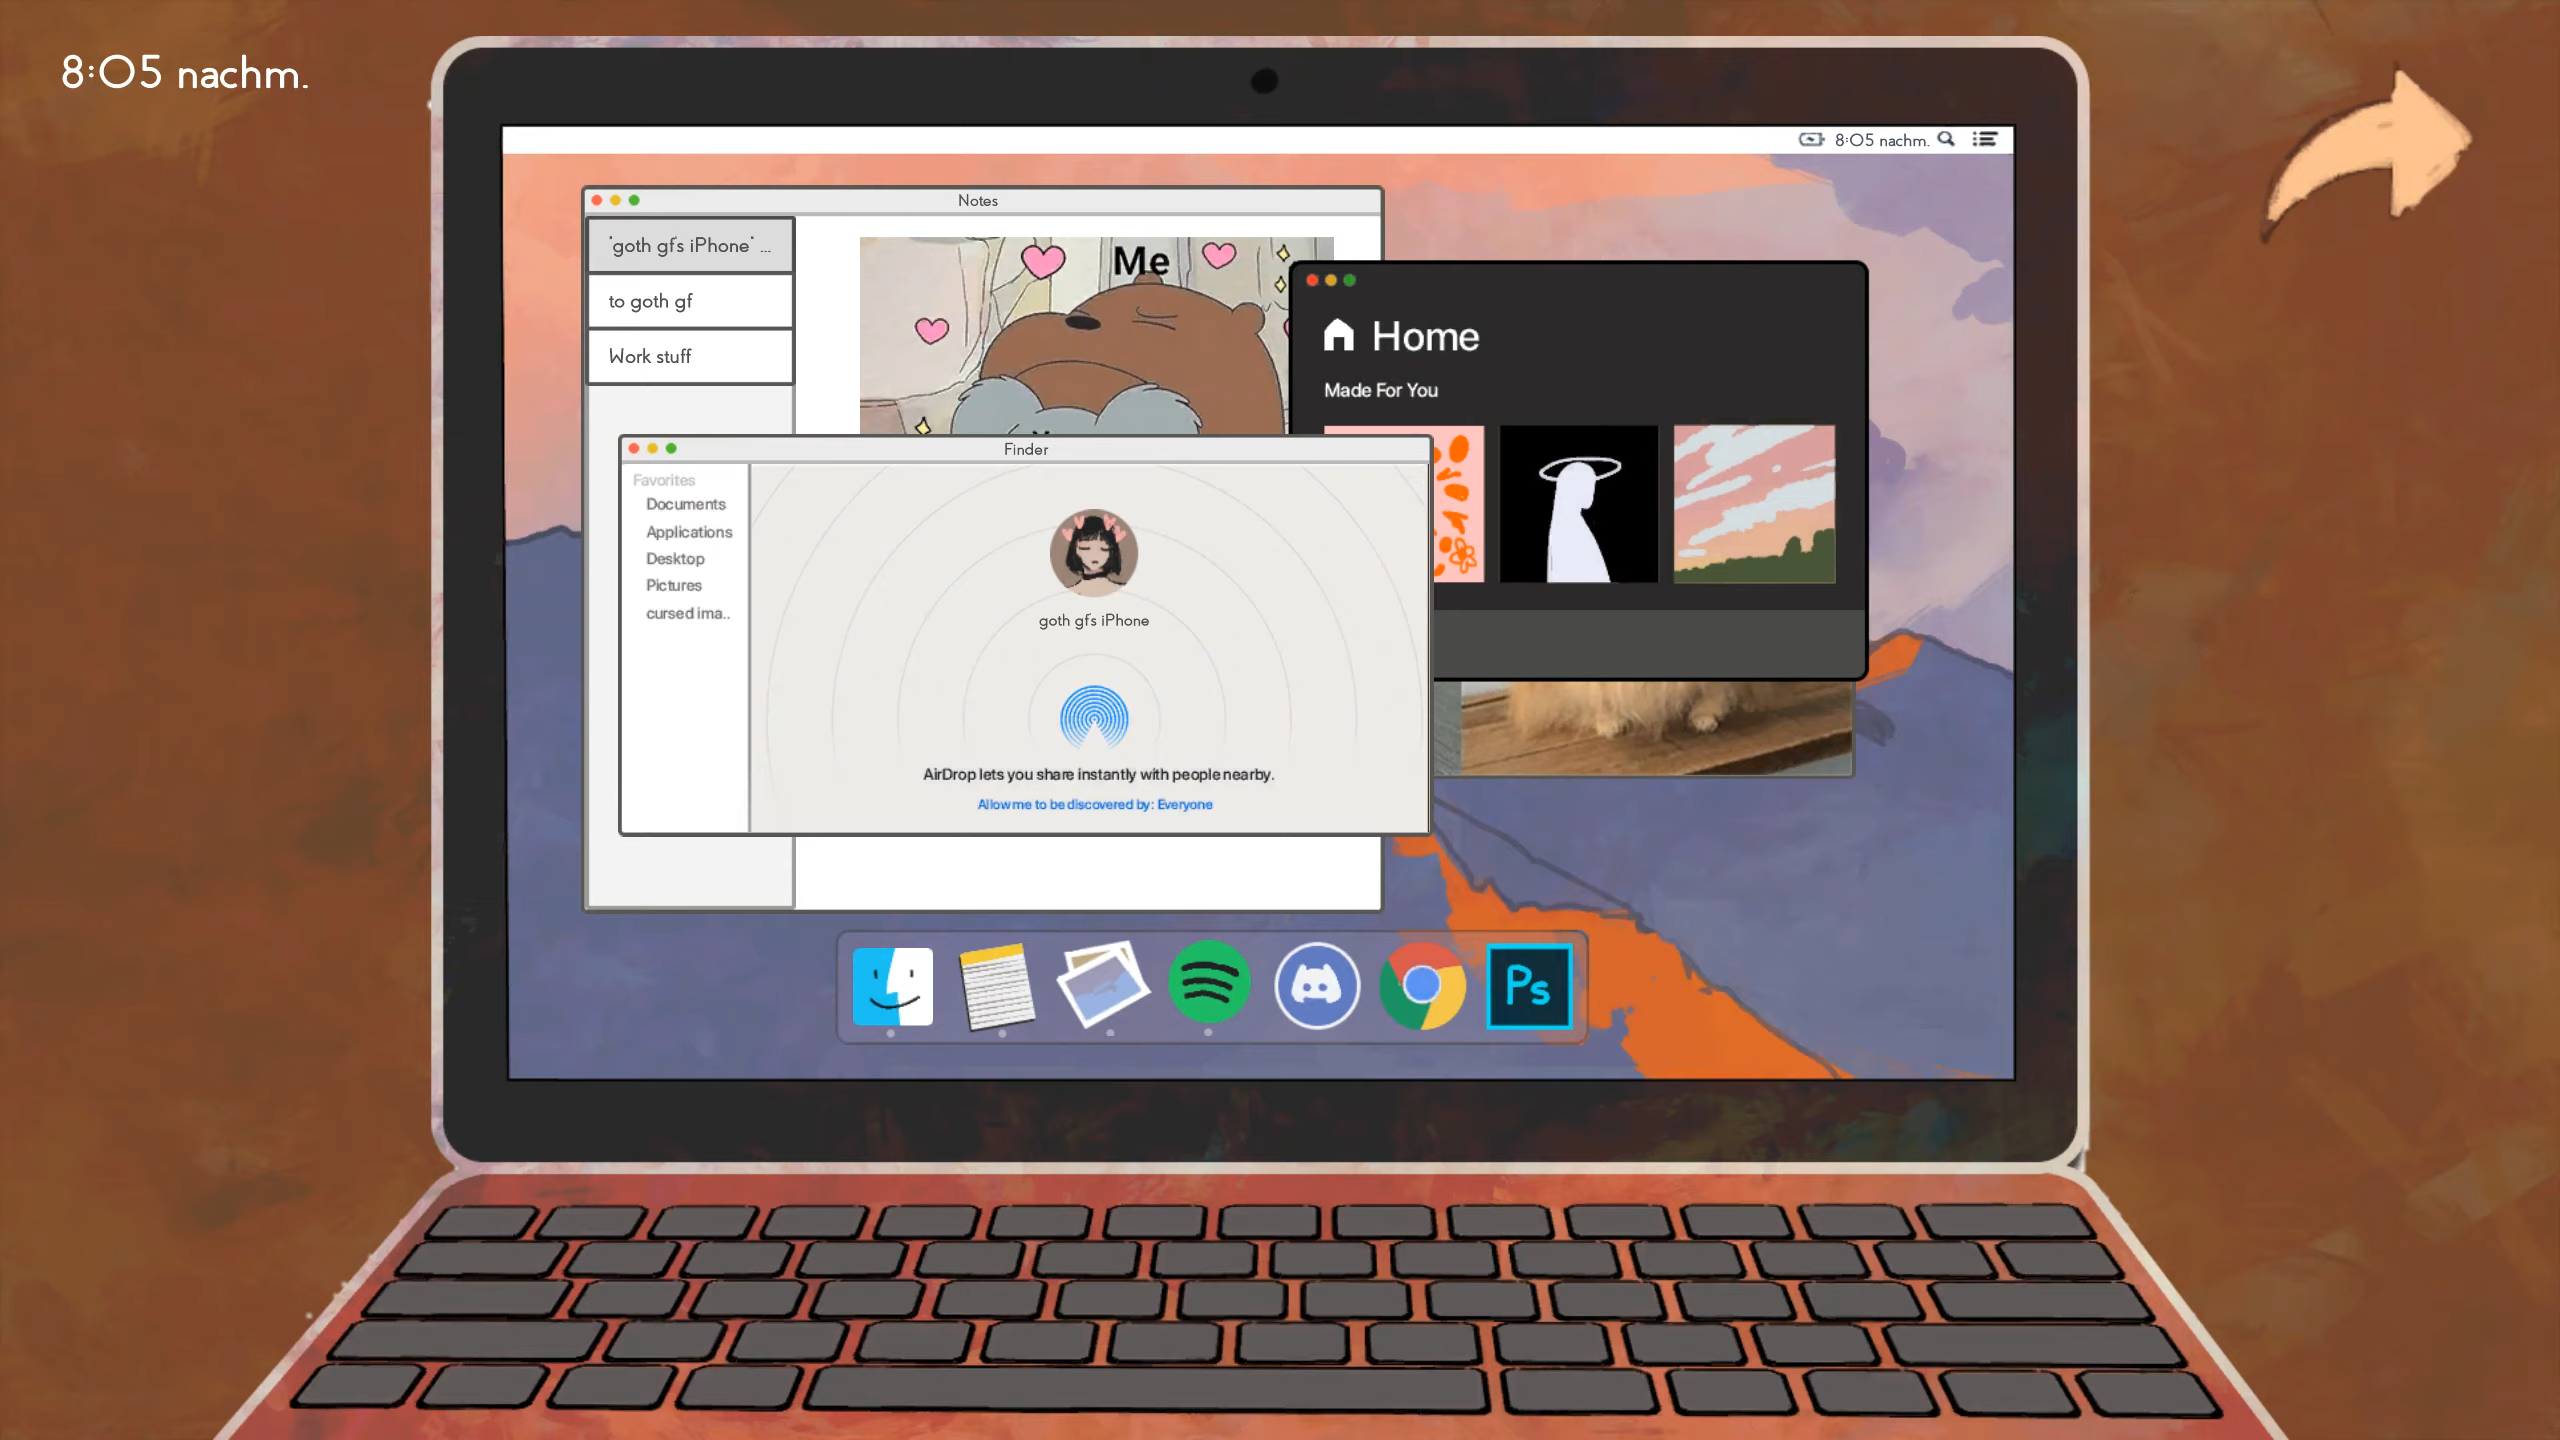 8:05 nachm.
8:05 nachm.
Notes
"goth gf's iPhone" ...
to goth gf
Work stuff
Me
Home
Made For You
Finder
Favorites
Documents
Applications
Desktop
Pictures
cursed ima..
goth gf's iPhone
AirDrop lets you share instantly with people nearby.
Allow me to be discovered by: Everyone
Ps